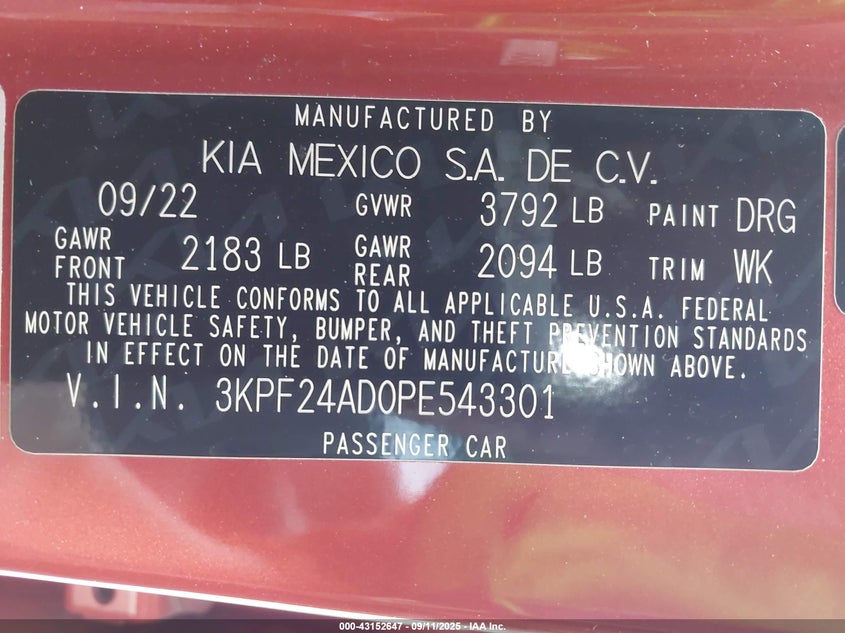 MANUFACTURED BY
KIA MEXICO S.A. DE C.V.
09/22 GVWR 3792 LB PAINT DRG
GAWR FRONT 2183 LB GAWR REAR 2094 LB TRIM WK
THIS VEHICLE CONFORMS TO ALL APPLICABLE U.S.A. FEDERAL
MOTOR VEHICLE SAFETY, BUMPER, AND THEFT PREVENTION STANDARDS
IN EFFECT ON THE DATE OF MANUFACTURE SHOWN ABOVE.
V.I.N. 3KPF24AD0PE543301
PASSENGER CAR
000-43152647 - 09/11/2025 - IAA Inc.